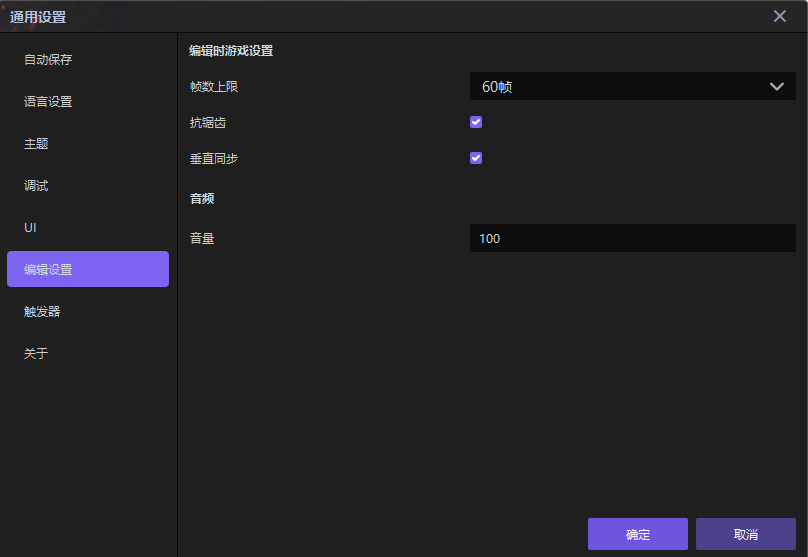 通用设置
自动保存
语言设置
主题
调试
UI
编辑设置
触发器
关于
编辑时游戏设置
帧数上限
60帧
抗锯齿
垂直同步
音频
音量
100
确定
取消